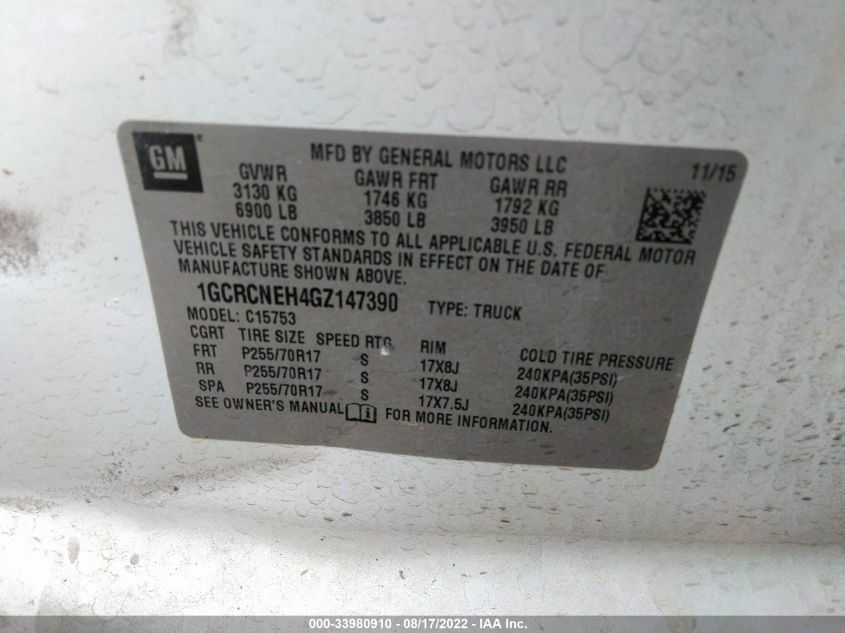 GM®
MFD BY GENERAL MOTORS LLC 11/15
GVWR GAWR FRT GAWR RR
3130 KG 1746 KG 1792 KG
6900 LB 3850 LB 3950 LB
THIS VEHICLE CONFORMS TO ALL APPLICABLE U.S. FEDERAL MOTOR
VEHICLE SAFETY STANDARDS IN EFFECT ON THE DATE OF
MANUFACTURE SHOWN ABOVE.
1GCRCNEH4GZ147390 TYPE: TRUCK
MODEL: C15753
CGRT TIRE SIZE SPEED RTG RIM COLD TIRE PRESSURE
FRT P255/70R17 S 17X8J 240KPA(35PSI)
RR P255/70R17 S 17X8J 240KPA(35PSI)
SPA P255/70R17 S 17X7.5J 240KPA(35PSI)
SEE OWNER'S MANUAL FOR MORE INFORMATION.
000-33980910 - 08/17/2022 - IAA Inc.